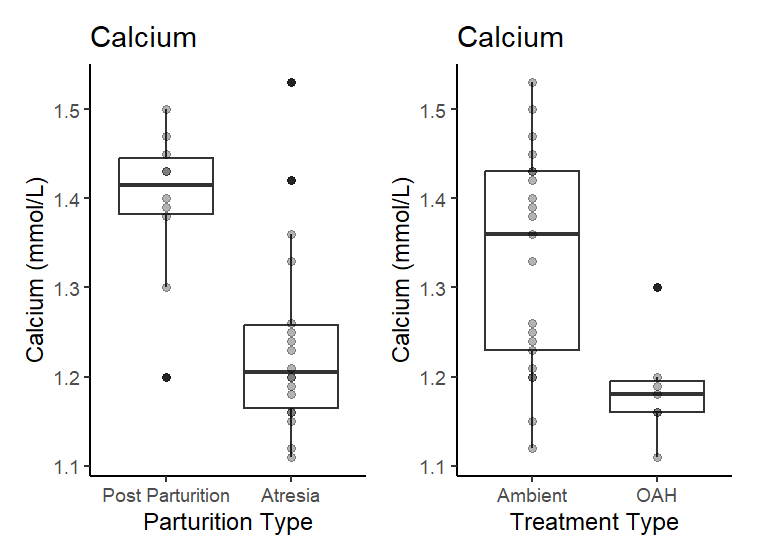 Calcium
Calcium (mmol/L)
1.5
1.4
1.3
1.2
1.1
Post Parturition Atresia
Parturition Type
Calcium
Calcium (mmol/L)
1.5
1.4
1.3
1.2
1.1
Ambient OAH
Treatment Type